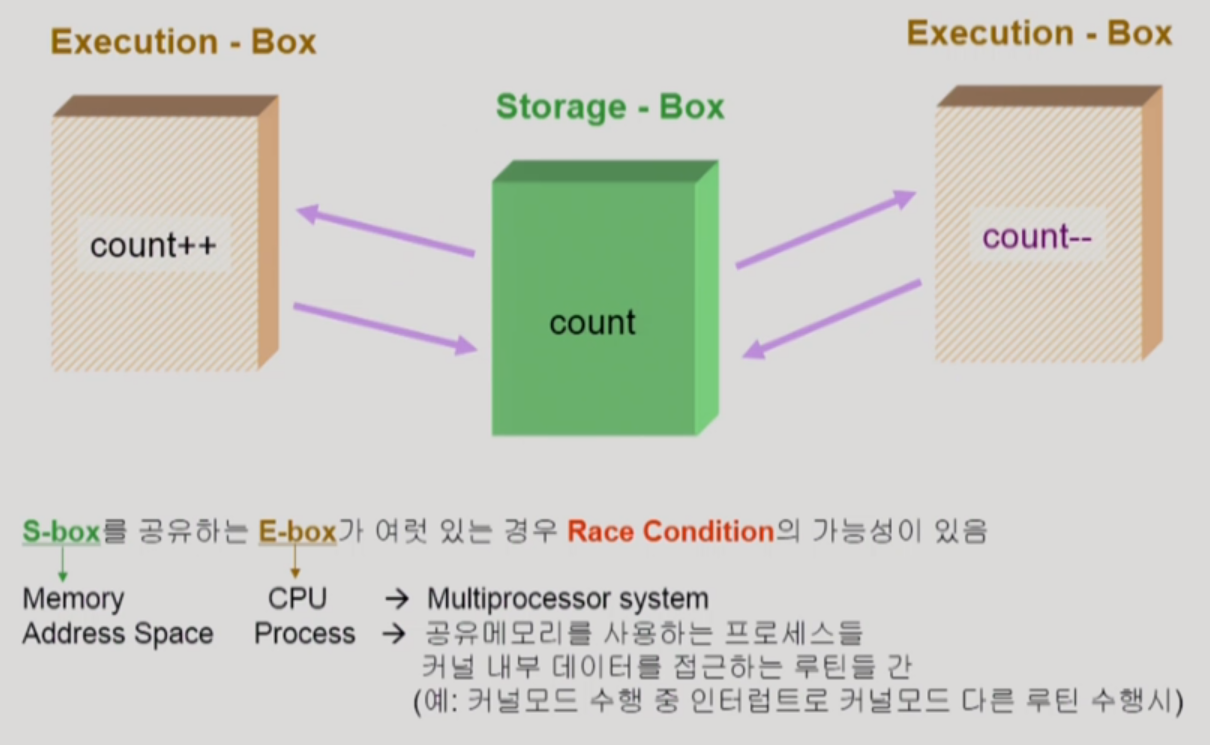 Execution - Box
Execution - Box
Storage - Box
count++
count
count--
S-box를 공유하는 E-box가 여럿 있는 경우 Race Condition의 가능성이 있음
Memory CPU → Multiprocessor system
Address Space Process → 공유메모리를 사용하는 프로세스들
커널 내부 데이터를 접근하는 루틴들 간
(예: 커널모드 수행 중 인터럽트로 커널모드 다른 루틴 수행시)